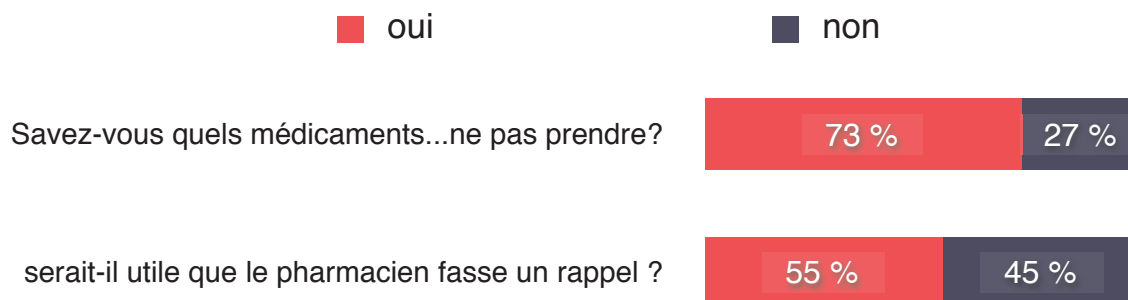 oui non
Savez-vous quels médicaments...ne pas prendre? 73 % 27 %
serait-il utile que le pharmacien fasse un rappel ? 55 % 45 %